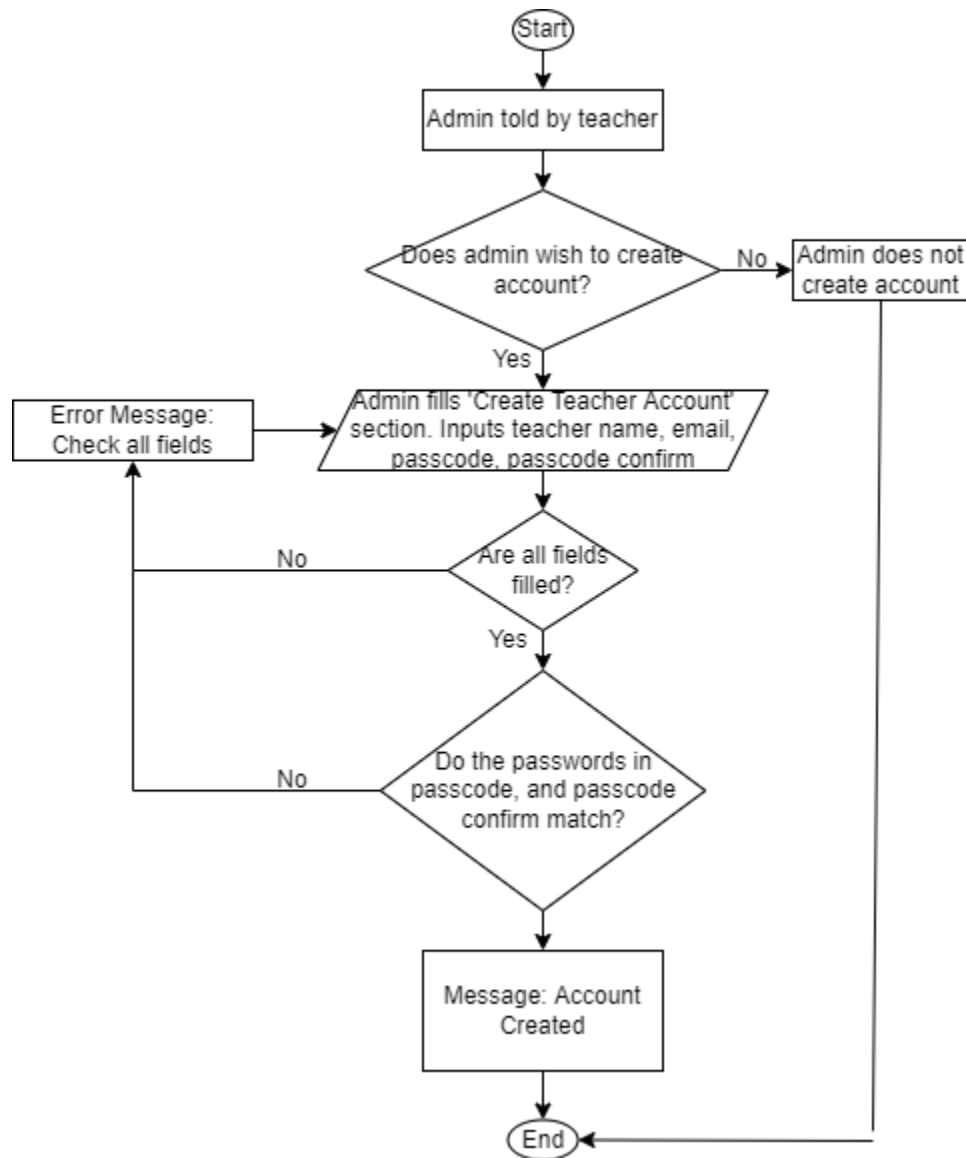 Start
Admin told by teacher
Does admin wish to create
account?
No
Admin does not
create account
Yes
Admin fills 'Create Teacher Account'
section. Inputs teacher name, email,
passcode, passcode confirm
Error Message:
Check all fields
Are all fields
filled?
No
Yes
Do the passwords in
passcode, and passcode
confirm match?
No
Message: Account
Created
End